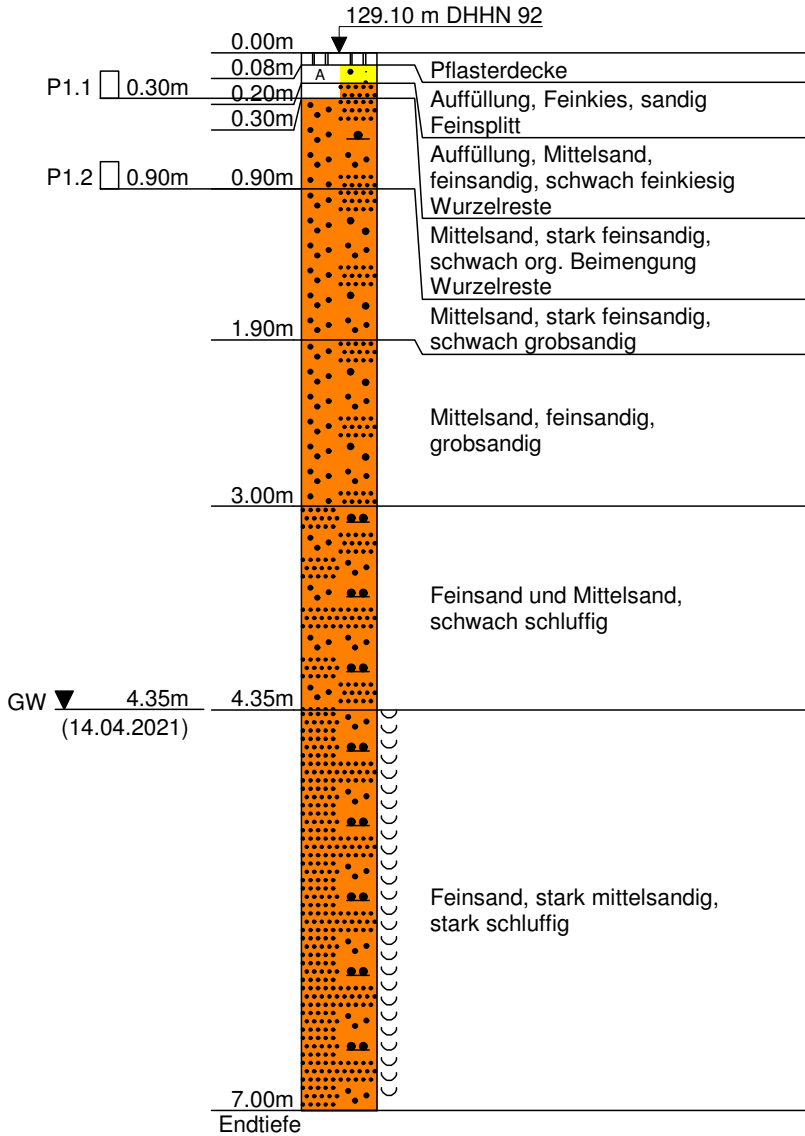 129.10 m DHHN 92
0.00m
0.08m
A
Pflasterdecke
P1.1 0.30m
0.20m
0.30m
Auffüllung, Feinkies, sandig
Feinsplitt
Auffüllung, Mittelsand,
feinsandig, schwach feinkiesig
Wurzelreste
P1.2 0.90m
0.90m
Mittelsand, stark feinsandig,
schwach org. Beimengung
Wurzelreste
1.90m
Mittelsand, stark feinsandig,
schwach grobsandig
Mittelsand, feinsandig,
grobsandig
3.00m
Feinsand und Mittelsand,
schwach schluffig
GW 4.35m
4.35m
(14.04.2021)
Feinsand, stark mittelsandig,
stark schluffig
7.00m
Endtiefe